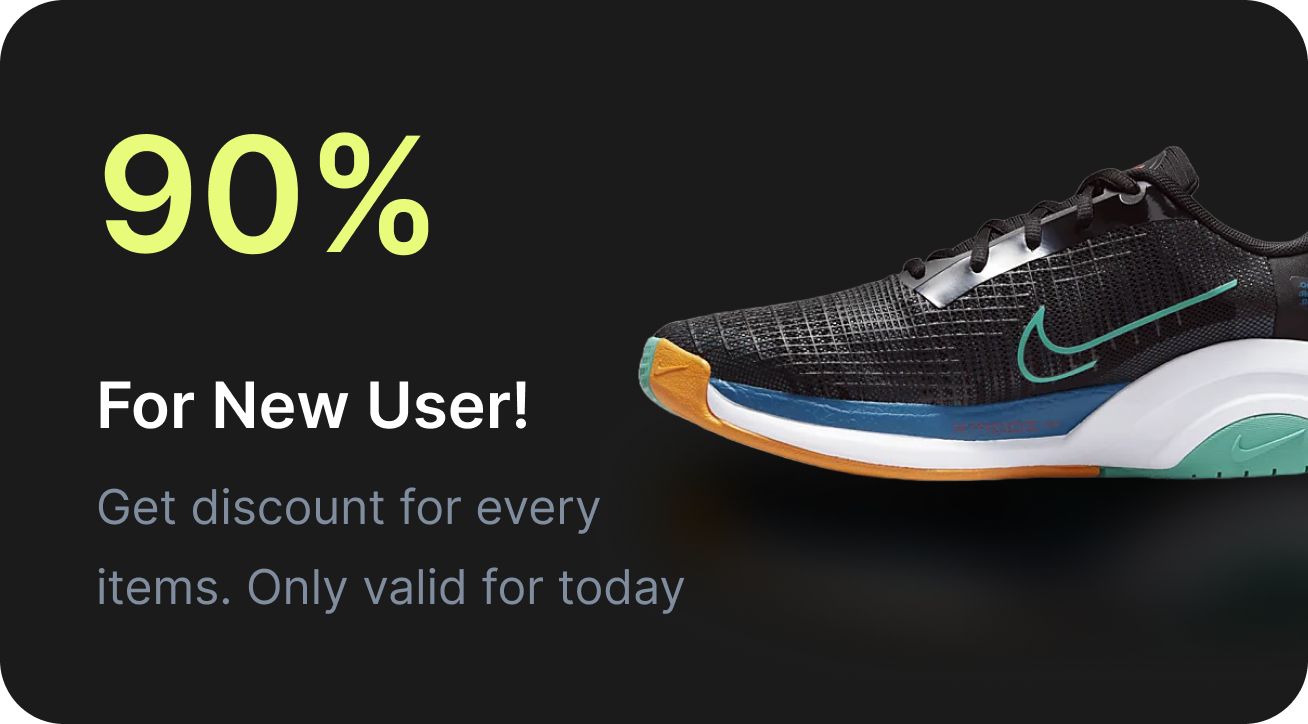 90%
For New User!
Get discount for every
items. Only valid for today